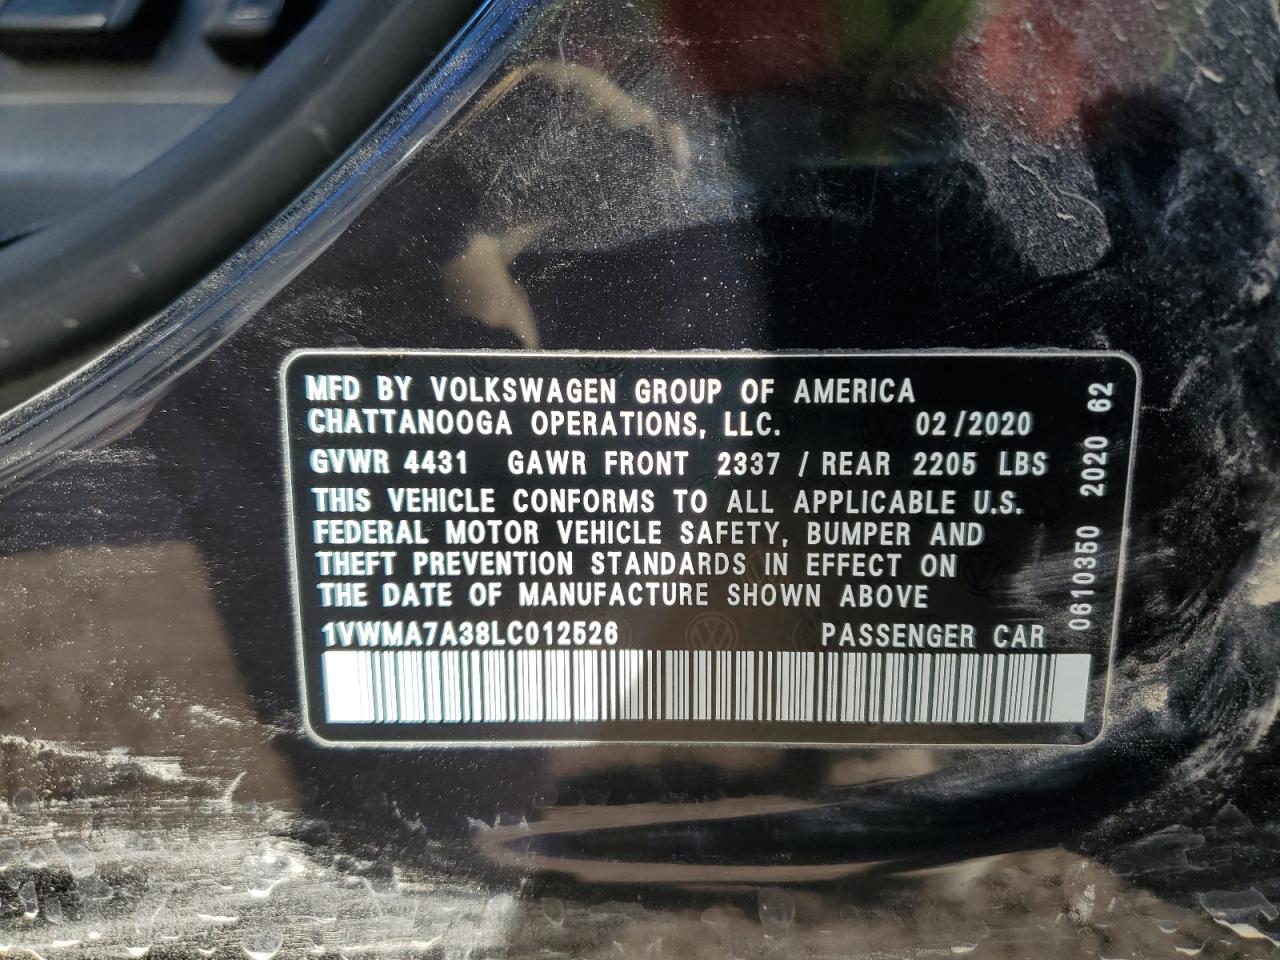 MFD BY VOLKSWAGEN GROUP OF AMERICA
CHATTANOOGA OPERATIONS, LLC. 02/2020
GVWR 4431 GAWR FRONT 2337 / REAR 2205 LBS
THIS VEHICLE CONFORMS TO ALL APPLICABLE U.S.
FEDERAL MOTOR VEHICLE SAFETY, BUMPER AND
THEFT PREVENTION STANDARDS IN EFFECT ON
THE DATE OF MANUFACTURE SHOWN ABOVE
1VWMA7A38LC012526 PASSENGER CAR
0610350 2020 62